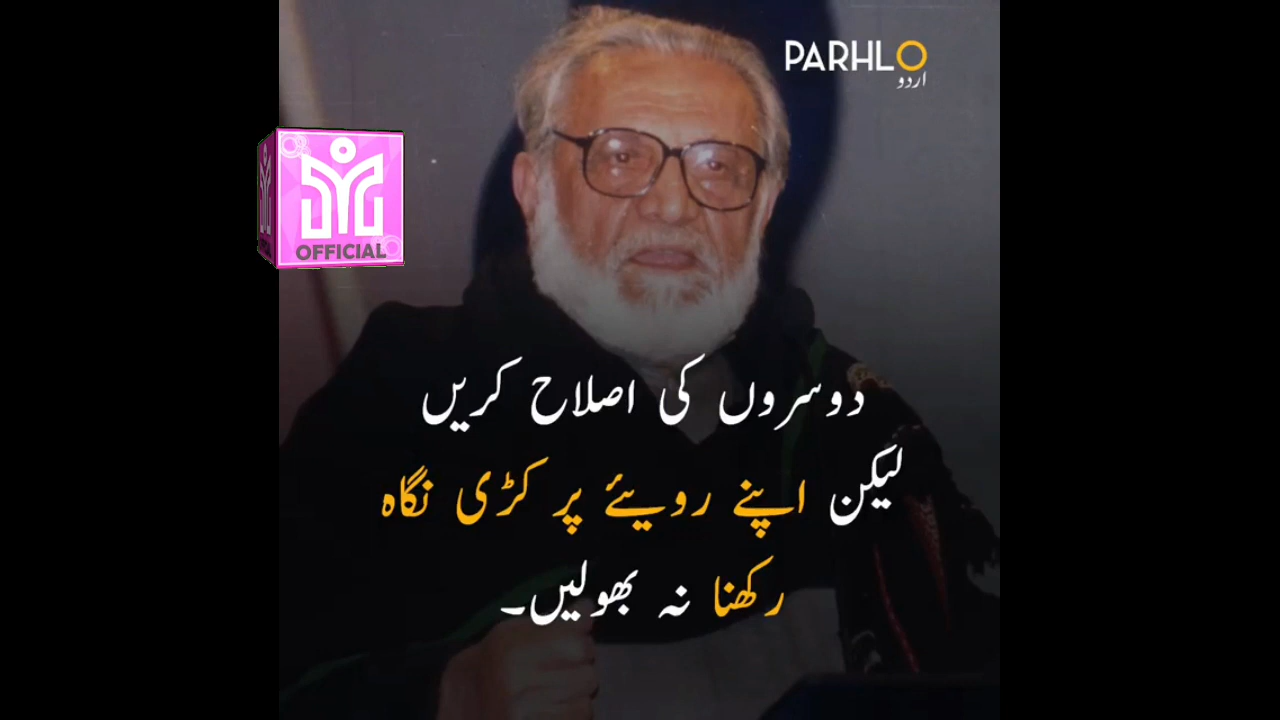 PARHLO
اردو
OFFICIAL
دوسروں کی اصلاح کریں
لیکن اپنے رویئے پر کڑی نگاہ
رکھنا نہ بھولیں۔